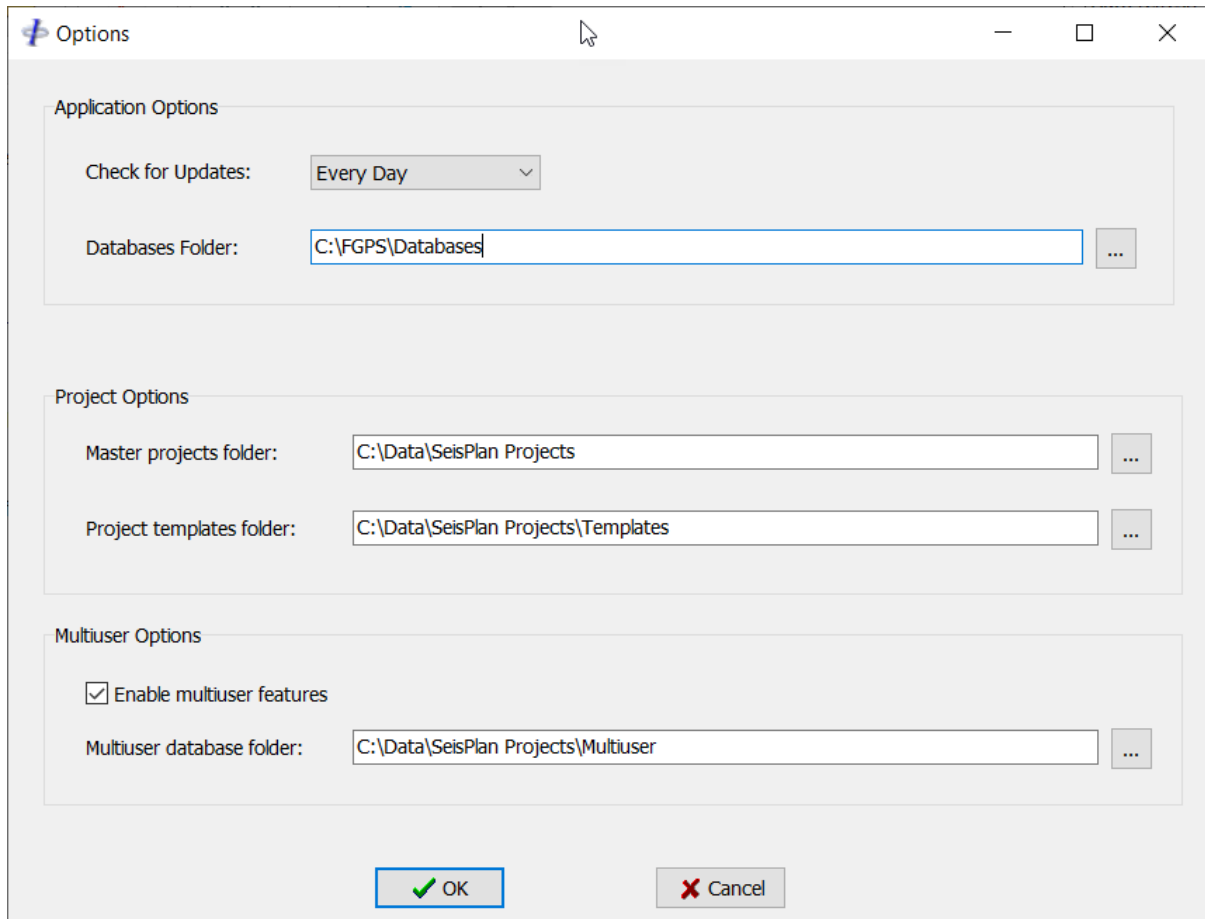 Options
Application Options
Check for Updates: Every Day
Databases Folder: C:\FGPS\Databases ...
Project Options
Master projects folder: C:\Data\SeisPlan Projects ...
Project templates folder: C:\Data\SeisPlan Projects\Templates ...
Multiuser Options
Enable multiuser features
Multiuser database folder: C:\Data\SeisPlan Projects\Multiuser ...
OK Cancel